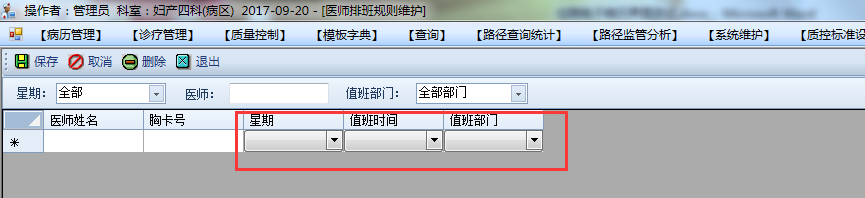 操作者：管理员 科室：妇产四科(病区) 2017-09-20 - [医师排班规则维护]
【病历管理】 【诊疗管理】 【质量控制】 【模板字典】 【查询】 【路径查询统计】 【路径监管分析】 【系统维护】 【质控标准设
保存 取消 删除 退出
星期： 全部 医师： 值班部门： 全部部门
医师姓名 胸卡号 星期 值班时间 值班部门
*